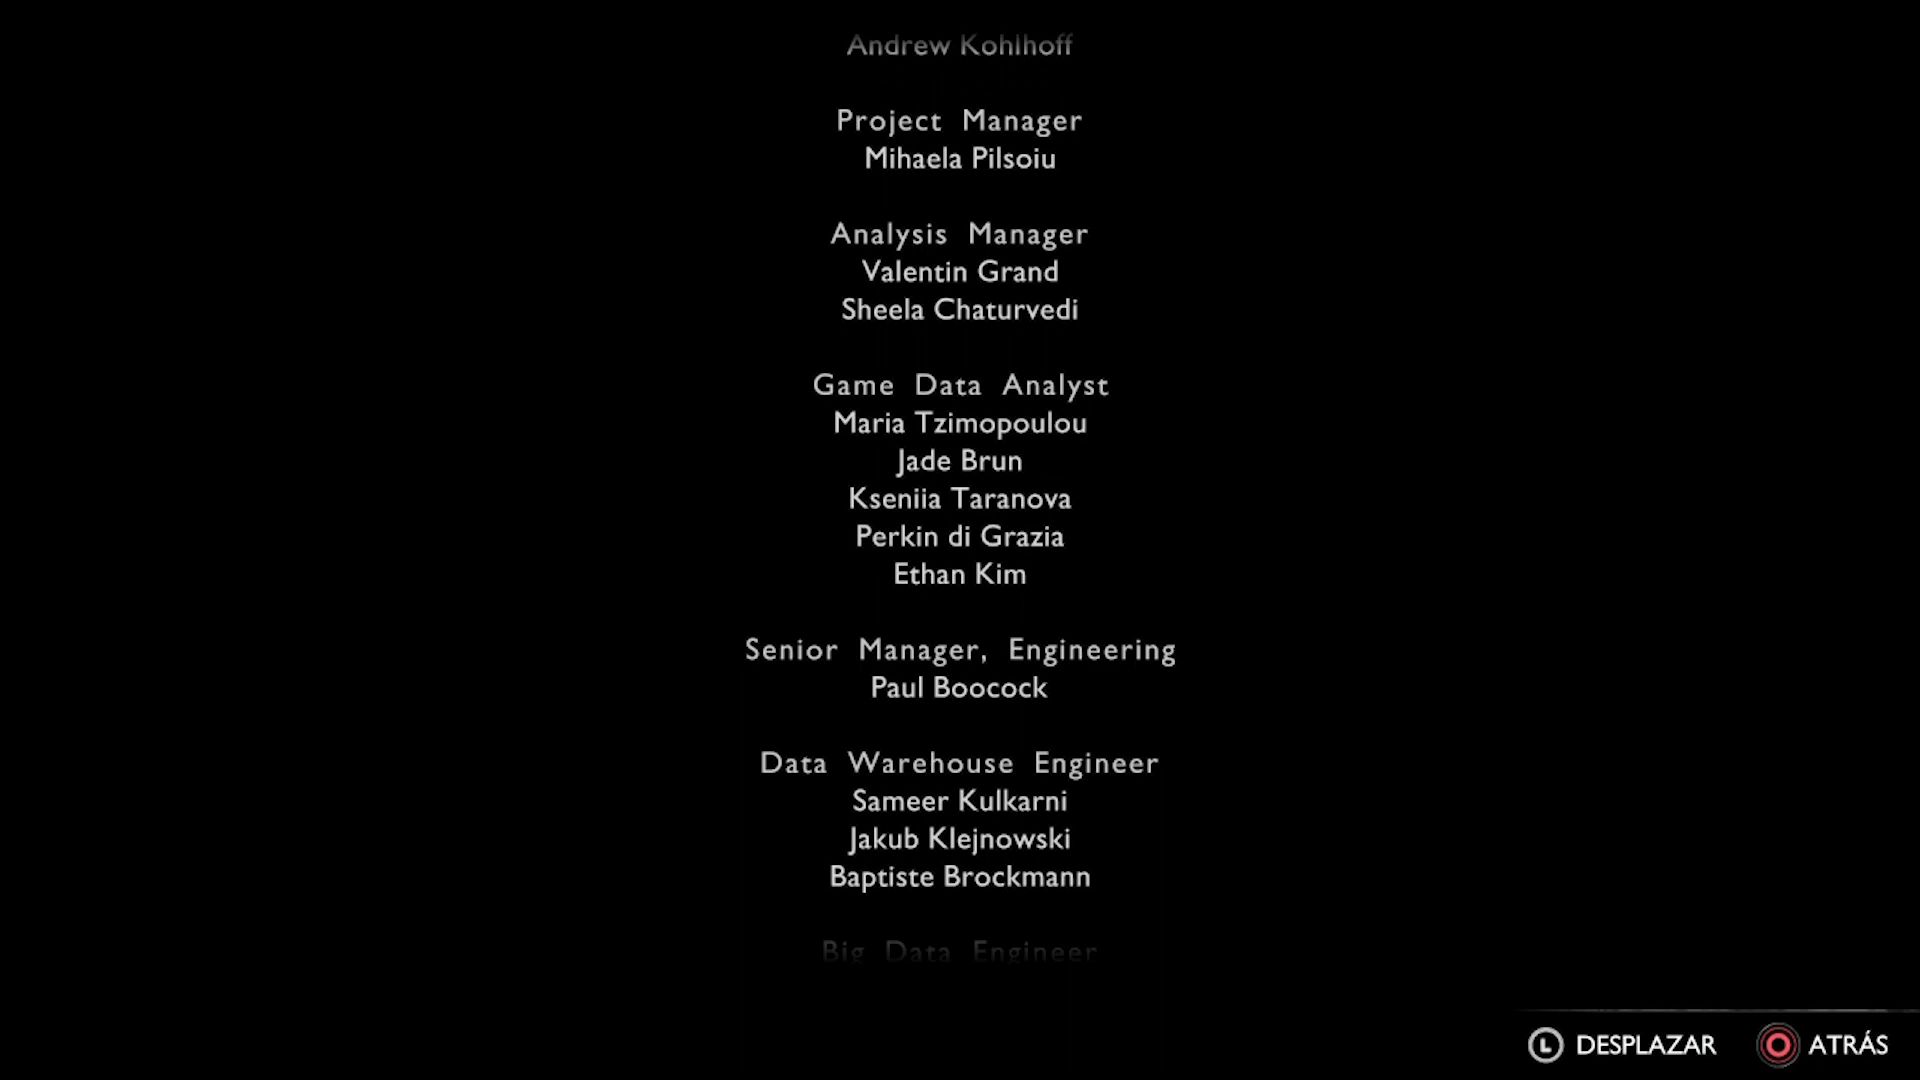 Andrew Kohlhoff
Project Manager
Mihaela Pilsoiu
Analysis Manager
Valentin Grand
Sheela Chaturvedi
Game Data Analyst
Maria Tzimopoulou
Jade Brun
Kseniia Taranova
Perkin di Grazia
Ethan Kim
Senior Manager, Engineering
Paul Boocock
Data Warehouse Engineer
Sameer Kulkarni
Jakub Klejnowski
Baptiste Brockmann
Big Data Engineer
L DESPLAZAR ATRÁS